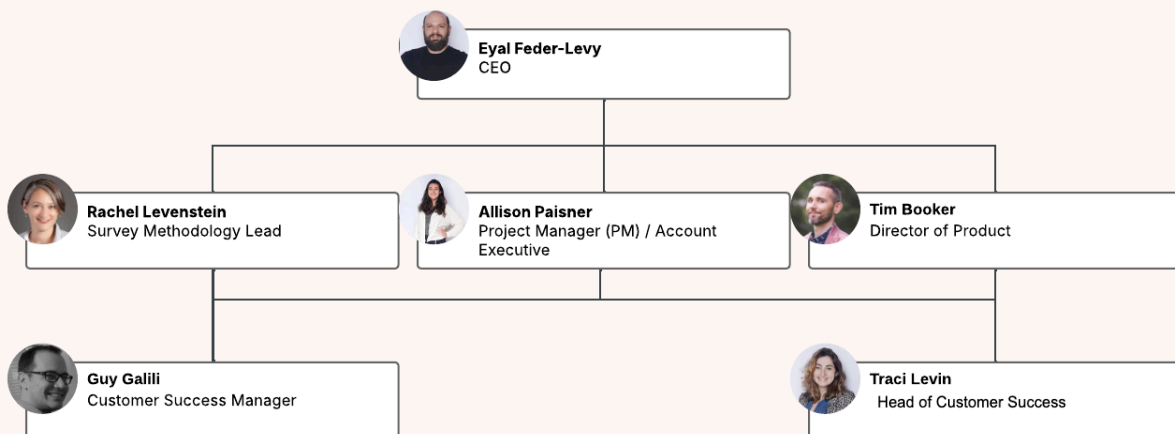 Eyal Feder-Levy
CEO
Rachel Levenstein
Survey Methodology Lead
Allison Paisner
Project Manager (PM) / Account
Executive
Tim Booker
Director of Product
Guy Galili
Customer Success Manager
Traci Levin
Head of Customer Success